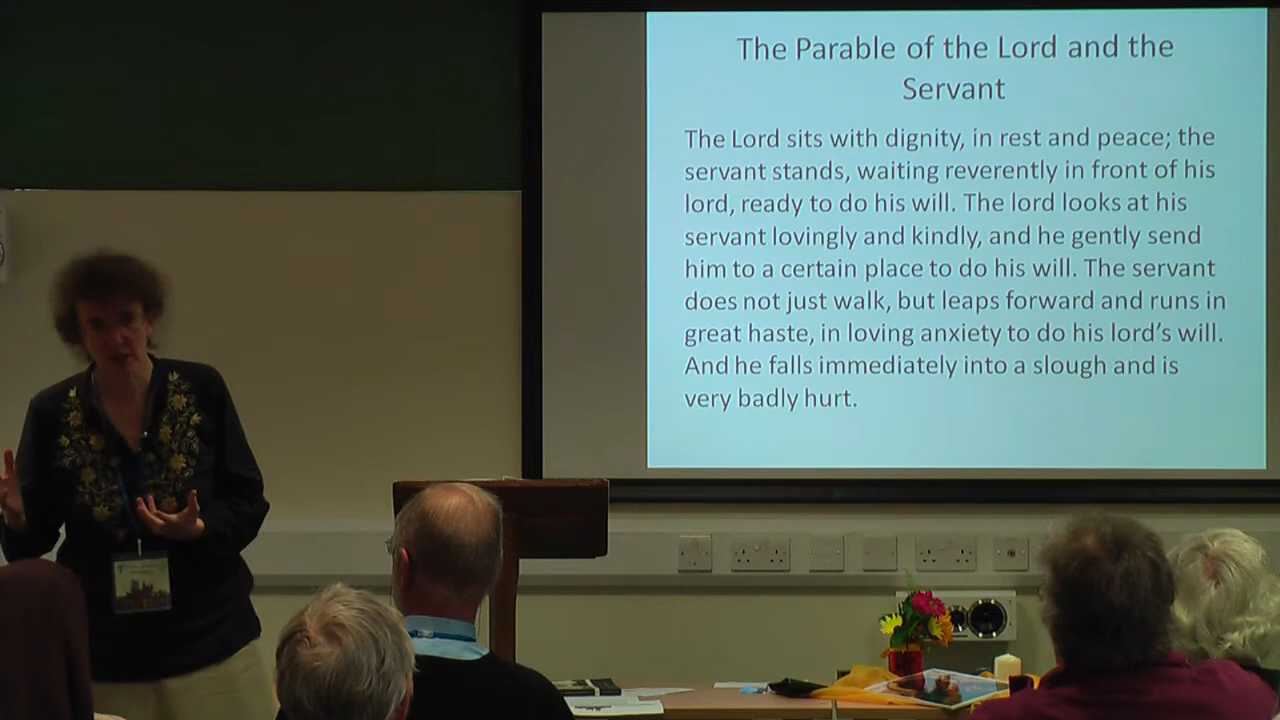 The Parable of the Lord and the
Servant
The Lord sits with dignity, in rest and peace; the
servant stands, waiting reverently in front of his
lord, ready to do his will. The lord looks at his
servant lovingly and kindly, and he gently send
him to a certain place to do his will. The servant
does not just walk, but leaps forward and runs in
great haste, in loving anxiety to do his lord's will.
And he falls immediately into a slough and is
very badly hurt.